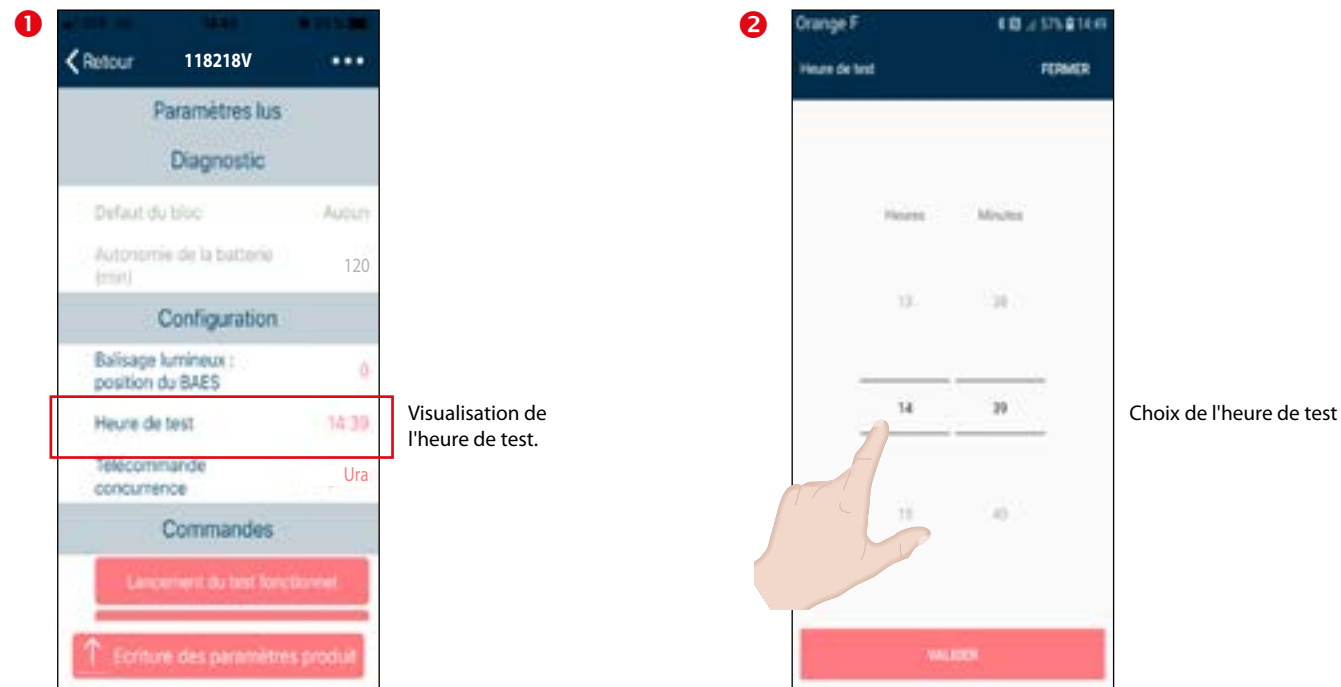 1
Retour 118218V
Paramètres lus
Diagnostic
Defaut du bloc Aucun
Autonomie de la batterie
(min) 120
Configuration
Balisage lumineux :
position du BAES 0
Heure de test 14:39
Télécommande
concurrence Ura
Commandes
Lancement du test fonctionnel
Ecriture des paramètres produit
Visualisation de
l'heure de test.
2
Orange F 57% 14:49
Heure de test FERMER
Heures Minutes
13 38
14 39
15 40
VALIDER
Choix de l'heure de test